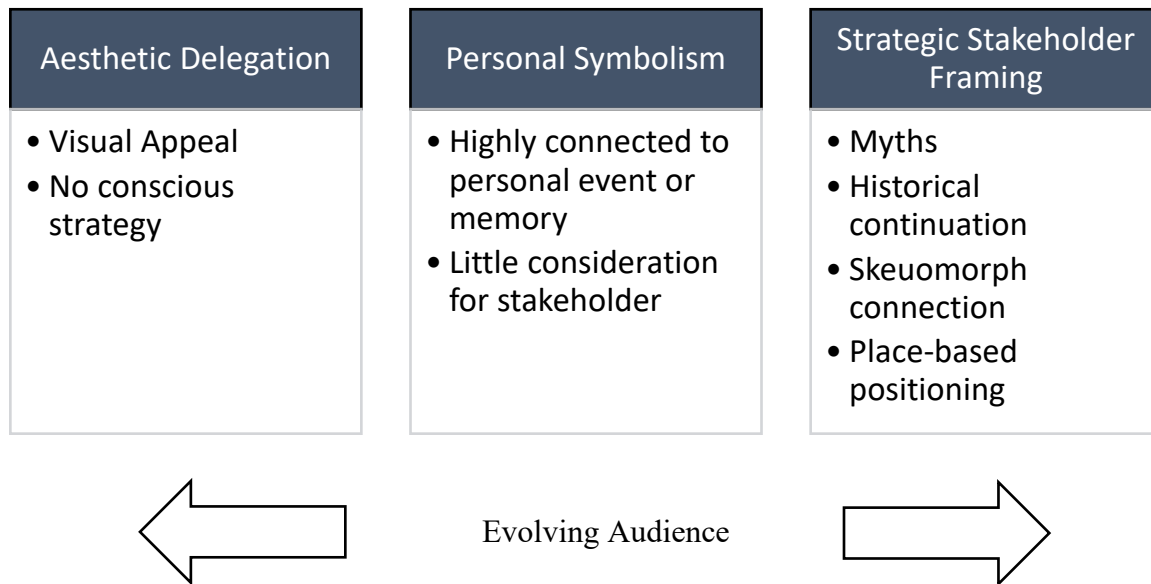 Aesthetic Delegation
• Visual Appeal
• No conscious
strategy
Personal Symbolism
• Highly connected to
personal event or
memory
• Little consideration
for stakeholder
Strategic Stakeholder
Framing
• Myths
• Historical
continuation
• Skeuomorph
connection
• Place-based
positioning
Evolving Audience